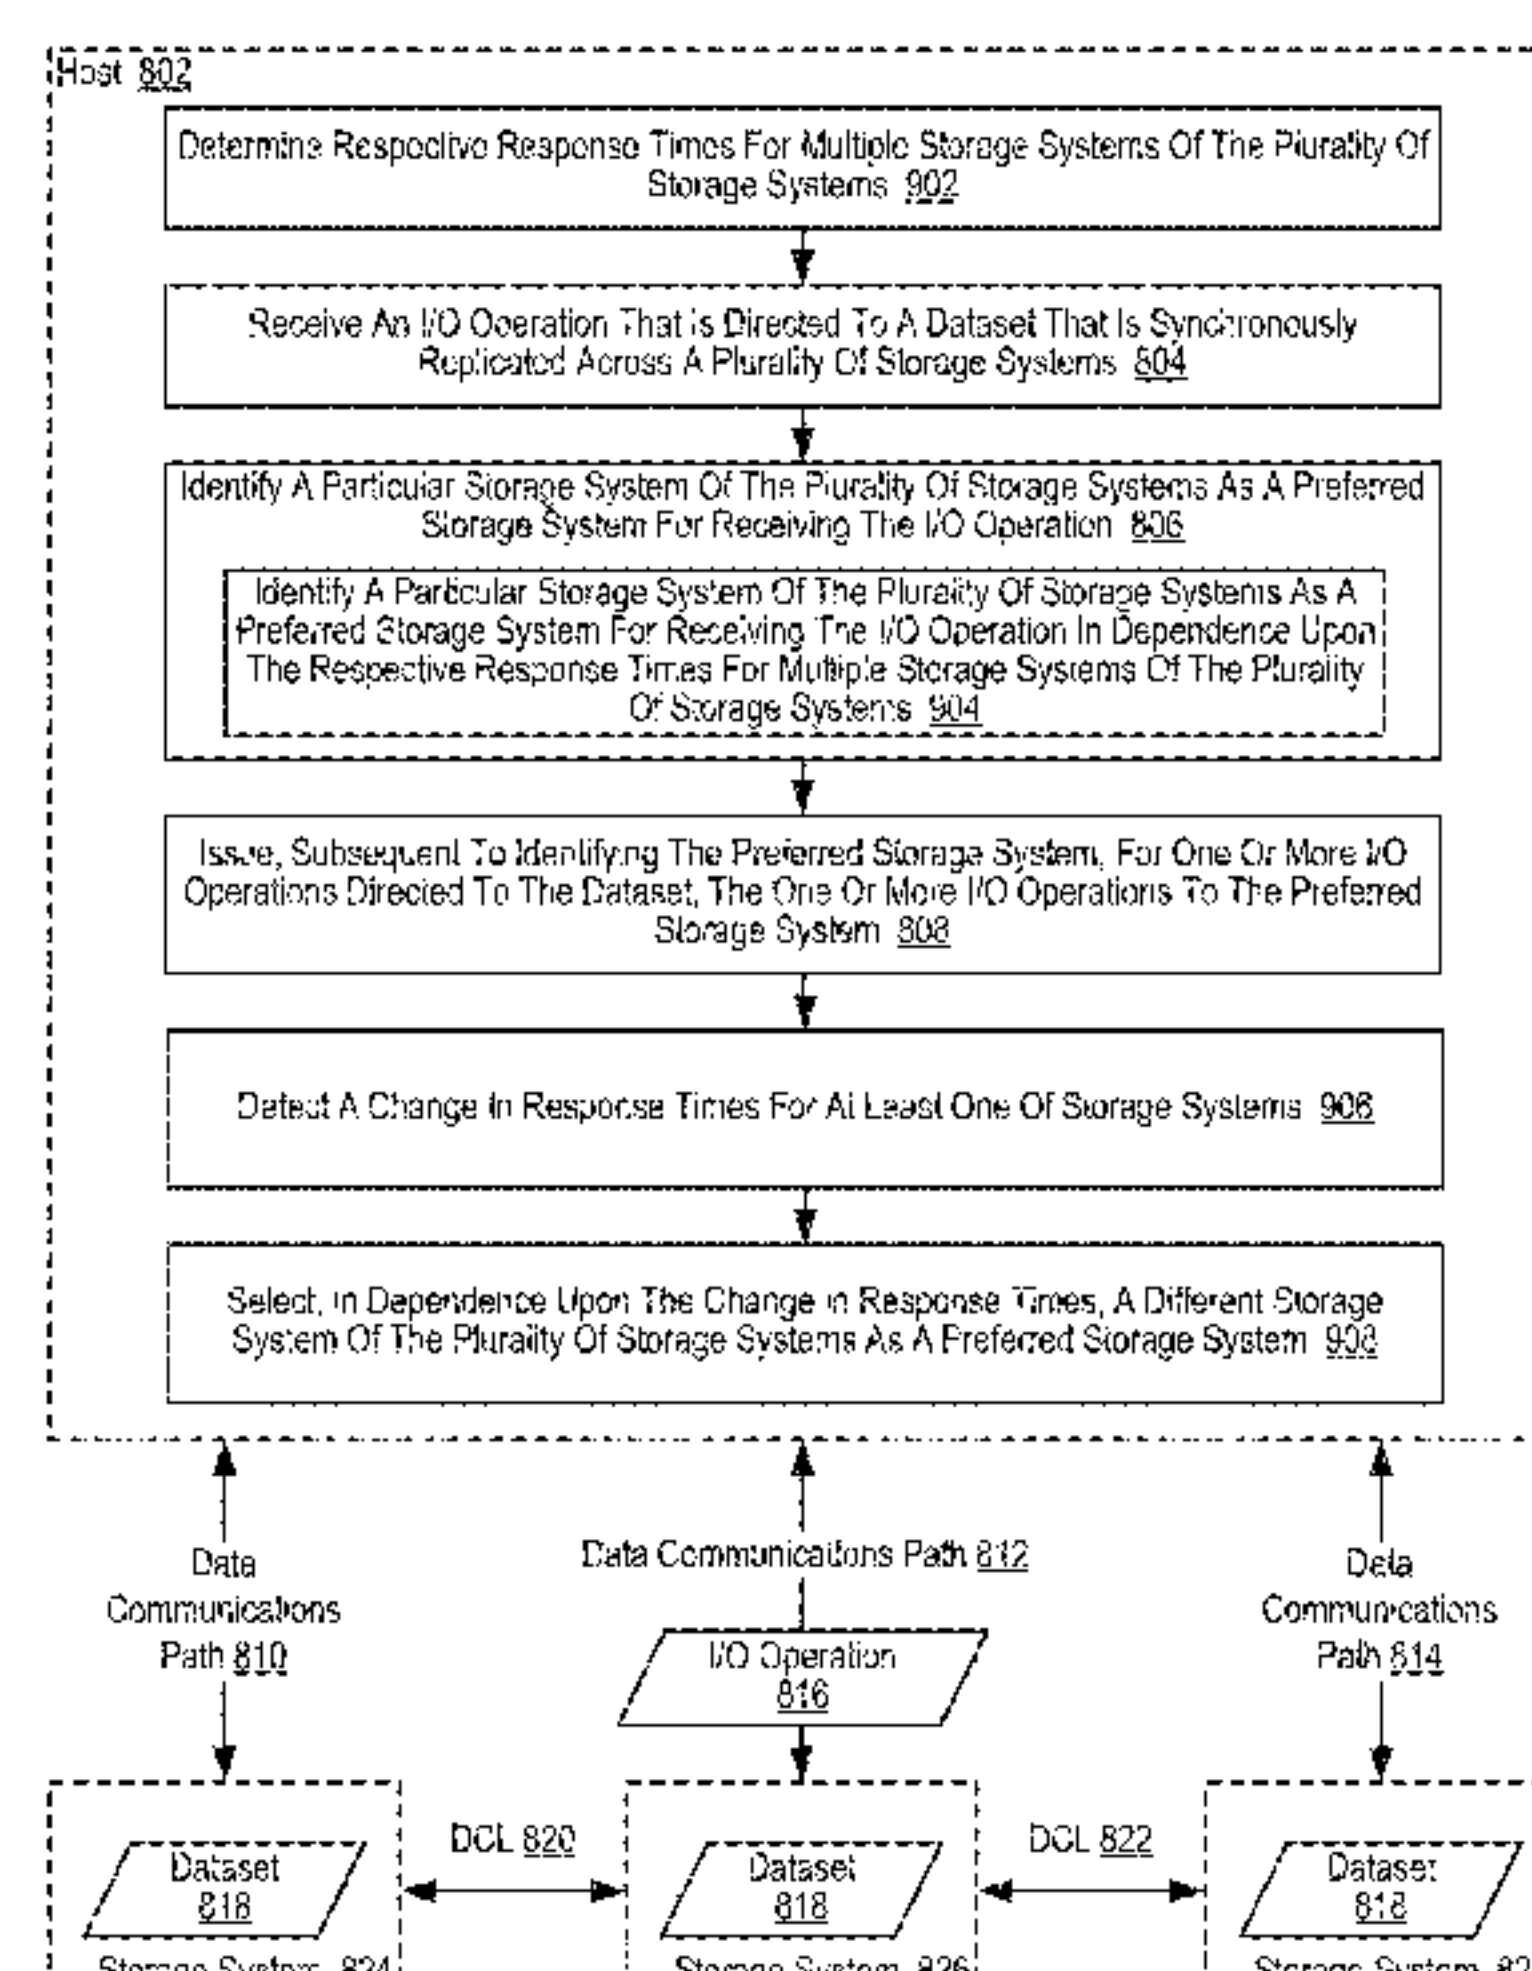 Host 802
Determine Respective Response Times For Multiple Storage Systems Of The Plurality Of
Storage Systems 902
Receive An I/O Operation That Is Directed To A Dataset That Is Synchronously
Replicated Across A Plurality Of Storage Systems 804
Identify A Particular Storage System Of The Plurality Of Storage Systems As A Preferred
Storage System For Receiving The I/O Operation 806
Identify A Particular Storage System Of The Plurality Of Storage Systems As A
Preferred Storage System For Receiving The I/O Operation In Dependence Upon
The Respective Response Times For Multiple Storage Systems Of The Plurality
Of Storage Systems 904
Issue, Subsequent To Identifying The Preferred Storage System, For One Or More I/O
Operations Directed To The Dataset, The One Or More I/O Operations To The Preferred
Storage System 808
Detect A Change In Response Times For At Least One Of Storage Systems 906
Select, In Dependence Upon The Change in Response Times, A Different Storage
System Of The Plurality Of Storage Systems As A Preferred Storage System 908
Data
Communications
Path 810
Data Communications Path 812
Data
Communications
Path 814
I/O Operation
816
DCL 820
DCL 822
Dataset
818
Dataset
818
Dataset
818
Storage System 824
Storage System 826
Storage System